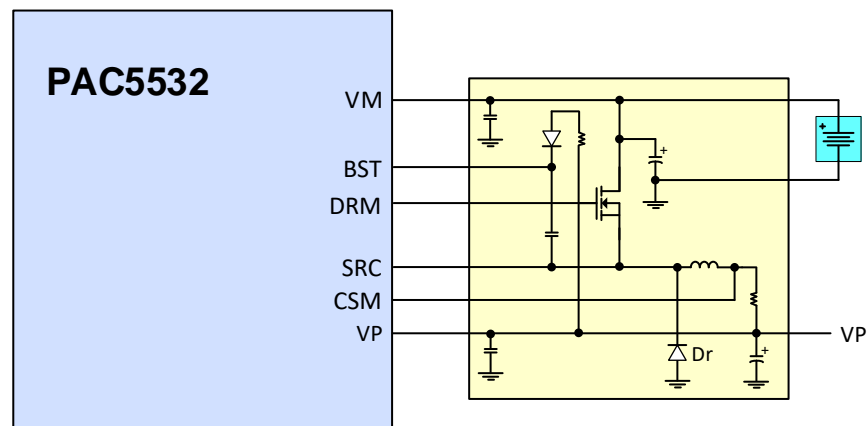 PAC5532
VM
BST
DRM
SRC
CSM
VP
VP
Dr
+
+
+